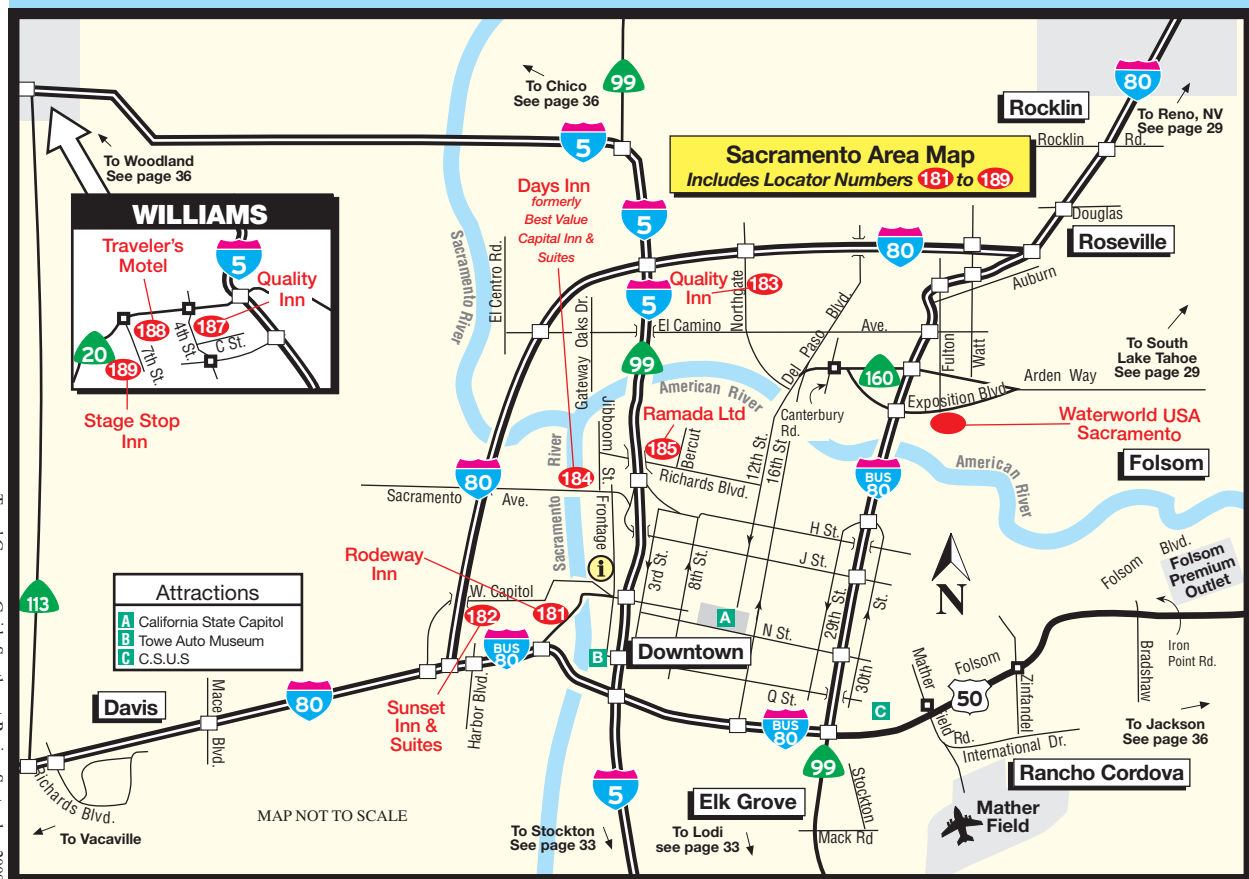 To Chico
See page 36
99
80
Rocklin
To Reno, NV
See page 29
Rocklin Rd.
5
Sacramento Area Map
Includes Locator Numbers 181 to 189
To Woodland
See page 36
Days Inn
formerly
Best Value
Capital Inn &
Suites
5
Douglas
Roseville
WILLIAMS
Traveler's
Motel
5
Quality
Inn
188
187
4th St.
C St.
7th St.
20
189
Stage Stop
Inn
Sacramento River
El Centro Rd.
80
Auburn
5
Quality
Inn
183
Northgate
Gateway Oaks Dr.
El Camino Ave.
Del Paso Blvd.
Fulton
Watt
To South
Lake Tahoe
See page 29
99
American River
160
Arden Way
Exposition Blvd.
Canterbury
Rd.
Jibboom St.
Ramada Ltd
185
Bercut
12th St.
16th St
Waterworld USA
Sacramento
Folsom
American River
80
Sacramento River
184
Richards Blvd.
BUS
80
Sacramento Ave.
Frontage
H St.
J St.
3rd St.
8th St.
i
Rodeway
Inn
N
Folsom Blvd.
Folsom
Premium
Outlet
113
Attractions
A California State Capitol
B Towe Auto Museum
C C.S.U.S
W. Capitol
182
181
A
N St.
29th St.
30th St.
BUS
80
B
Downtown
Iron
Point Rd.
Bradshaw
Folsom
Mather Field Rd.
Zinfandel
50
Davis
Mace Blvd.
80
Harbor Blvd.
Sunset
Inn &
Suites
Q St.
BUS
80
C
To Jackson
See page 36
International Dr.
Rancho Cordova
Richards Blvd.
To Vacaville
MAP NOT TO SCALE
5
99
Stockton
Elk Grove
Mather
Field
To Stockton
See page 33
To Lodi
see page 33
Mack Rd